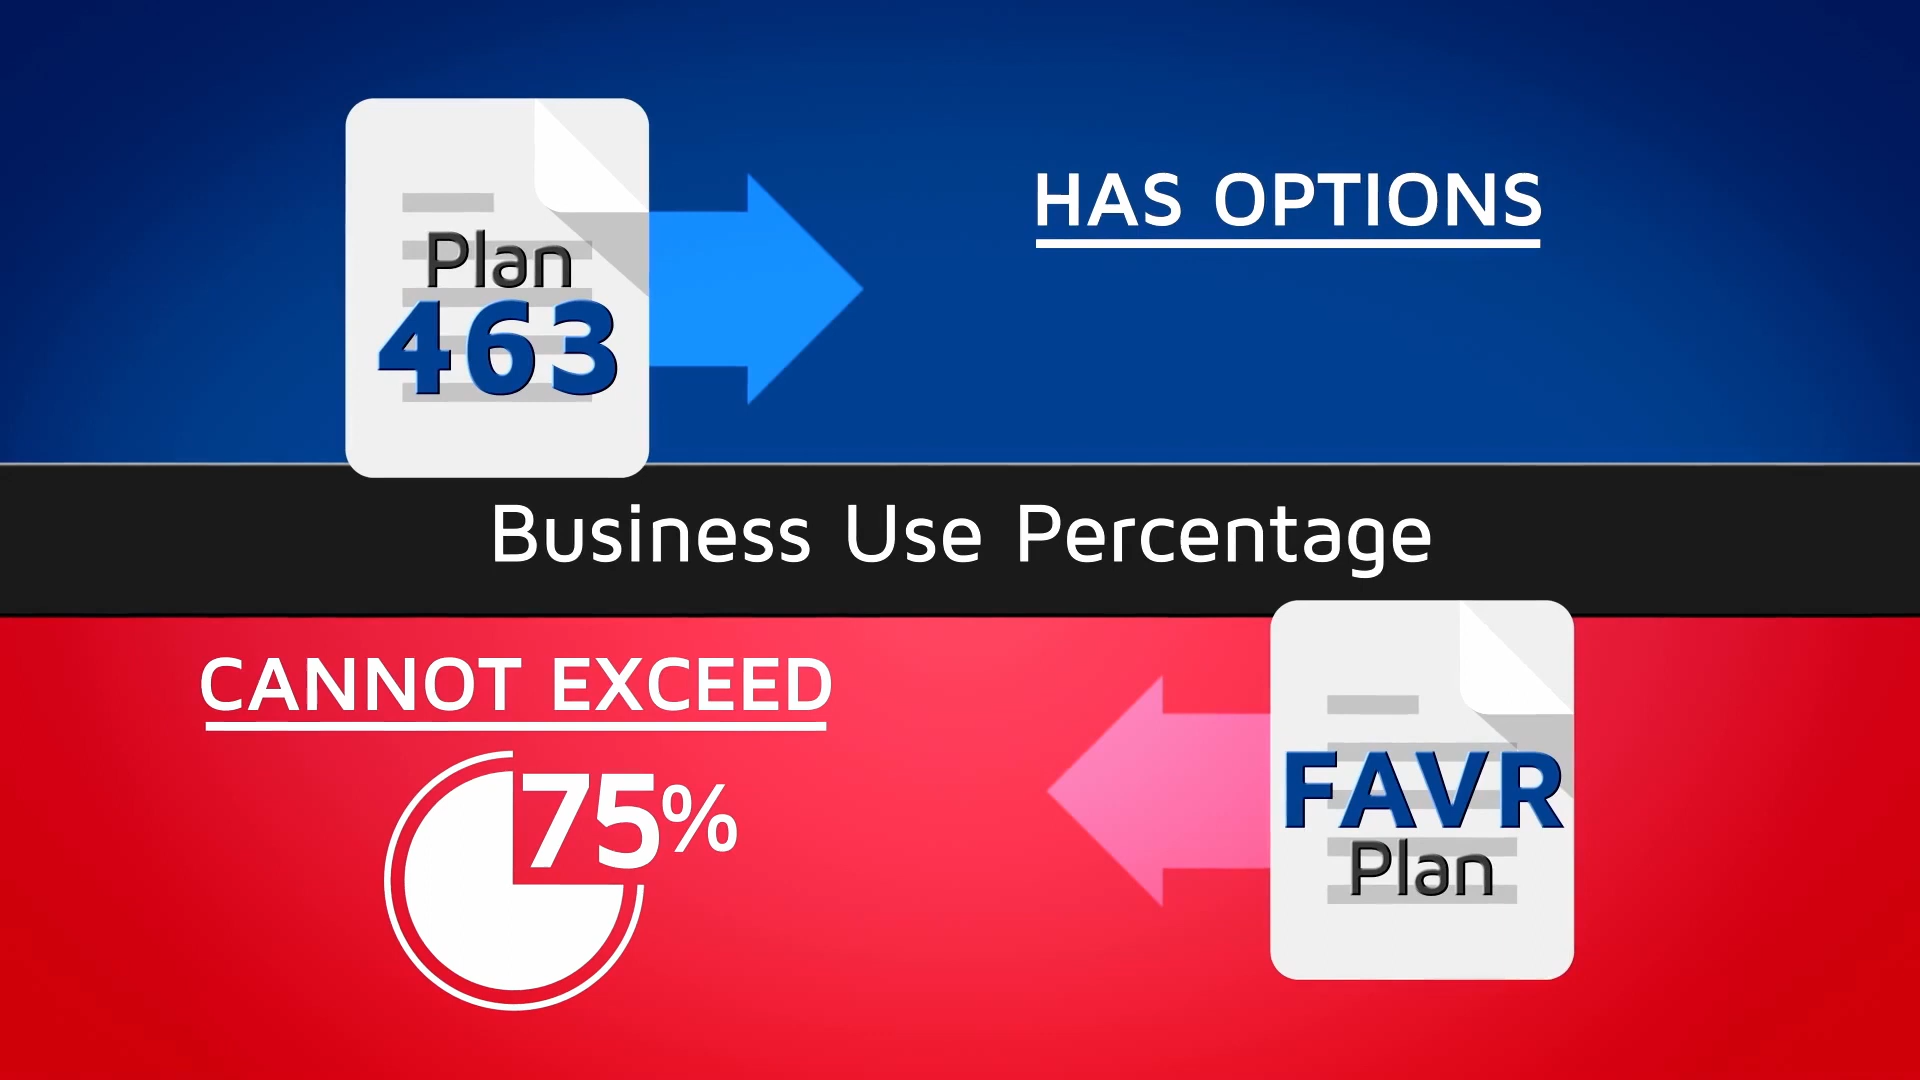 Plan
463
HAS OPTIONS
Business Use Percentage
CANNOT EXCEED
75%
FAVR
Plan